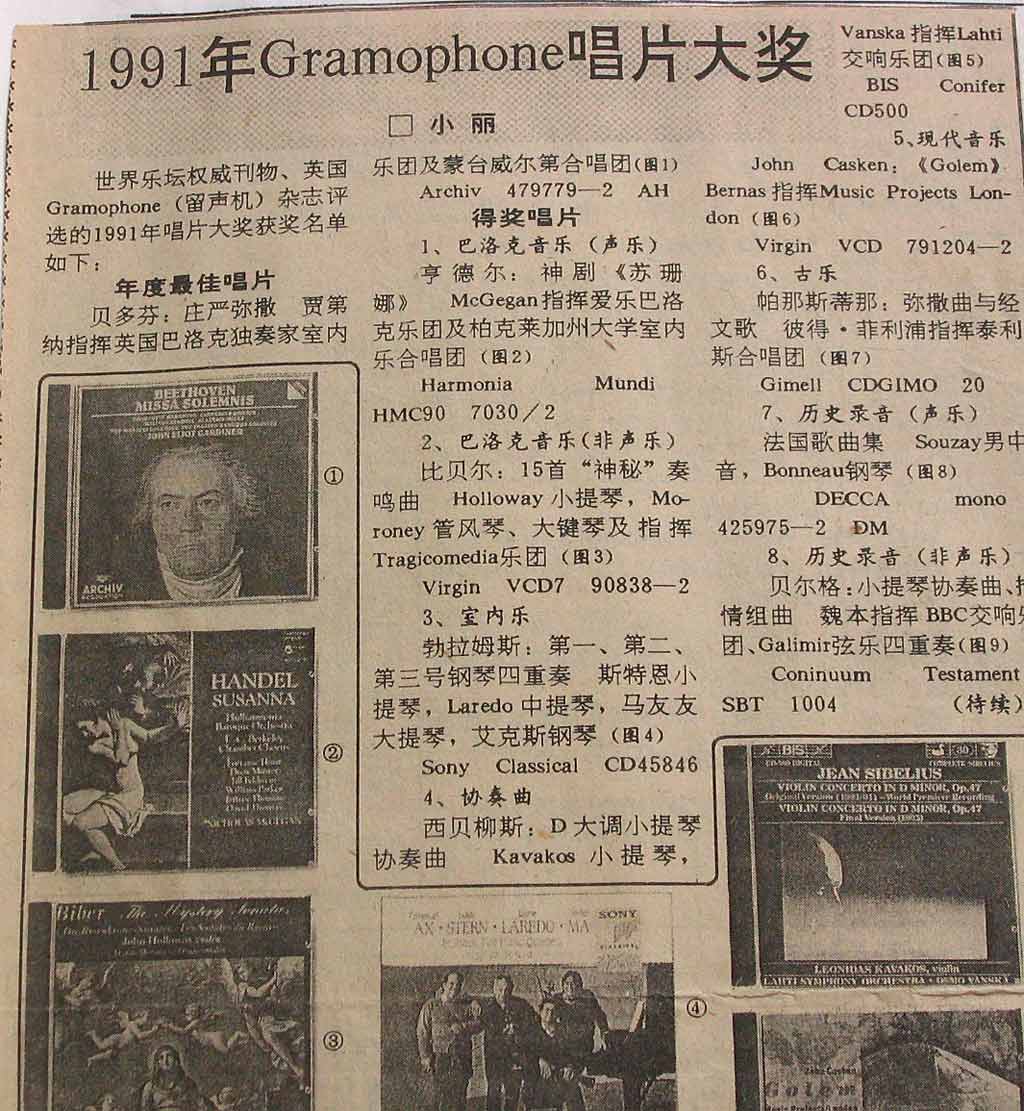 1991年Gramophone唱片大奖
□ 小丽
世界乐坛权威刊物、英国
Gramophone（留声机）杂志评
选的1991年唱片大奖获奖名单
如下：
年度最佳唱片
贝多芬：庄严弥撒 贾第
纳指挥英国巴洛克独奏家室内
乐团及蒙台威尔第合唱团（图1）
Archiv 479779—2 AH
得奖唱片
1、巴洛克音乐（声乐）
亨德尔：神剧《苏珊
娜》 McGegan指挥爱乐巴洛
克乐团及柏克莱加州大学室内
乐合唱团（图2）
Harmonia Mundi
HMC90 7030／2
2、巴洛克音乐（非声乐）
比贝尔：15首“神秘”奏
鸣曲 Holloway小提琴，Mo-
roney管风琴、大键琴及指挥
Tragicomedia乐团（图3）
Virgin VCD7 90838—2
3、室内乐
勃拉姆斯：第一、第二、
第三号钢琴四重奏 斯特恩小
提琴，Laredo中提琴，马友友
大提琴，艾克斯钢琴（图4）
Sony Classical CD45846
4、协奏曲
西贝柳斯：D大调小提琴
协奏曲 Kavakos小提琴，
Vanska指挥Lahti
交响乐团（图5）
BIS Conifer
CD500
5、现代音乐
John Casken：《Golem》
Bernas指挥Music Projects Lon-
don（图6）
Virgin VCD 791204—2
6、古乐
帕那斯蒂那：弥撒曲与经
文歌 彼得·菲利浦指挥泰利
斯合唱团（图7）
Gimell CDGIMO 20
7、历史录音（声乐）
法国歌曲集 Souzay男中
音，Bonneau钢琴（图8）
DECCA mono
425975—2 DM
8、历史录音（非声乐）
贝尔格：小提琴协奏曲、
情组曲 魏本指挥BBC交响
团、Galimir弦乐四重奏（图9）
Coninuum Testament
SBT 1004 （待续）
BEETHOVEN
MISSA SOLEMNIS
JOHN ELIOT GARDINER
ARCHIV
①
HANDEL
SUSANNA
Philharmonia
Baroque Orchestra
U.C. Berkeley
Chamber Chorus
NICHOLAS McGEGAN
②
Biber The Mystery Sonatas
John Holloway violin
③
AX·STERN·LAREDO·MA
SONY
④
BIS
JEAN SIBELIUS
VIOLIN CONCERTO IN D MINOR, Op.47
Original Version (1903/04) – World Premiere Recording
VIOLIN CONCERTO IN D MINOR, Op.47
Final Version (1905)
LEONIDAS KAVAKOS, violin
LAHTI SYMPHONY ORCHESTRA · OSMO VÄNSKÄ
John Casken
Golem